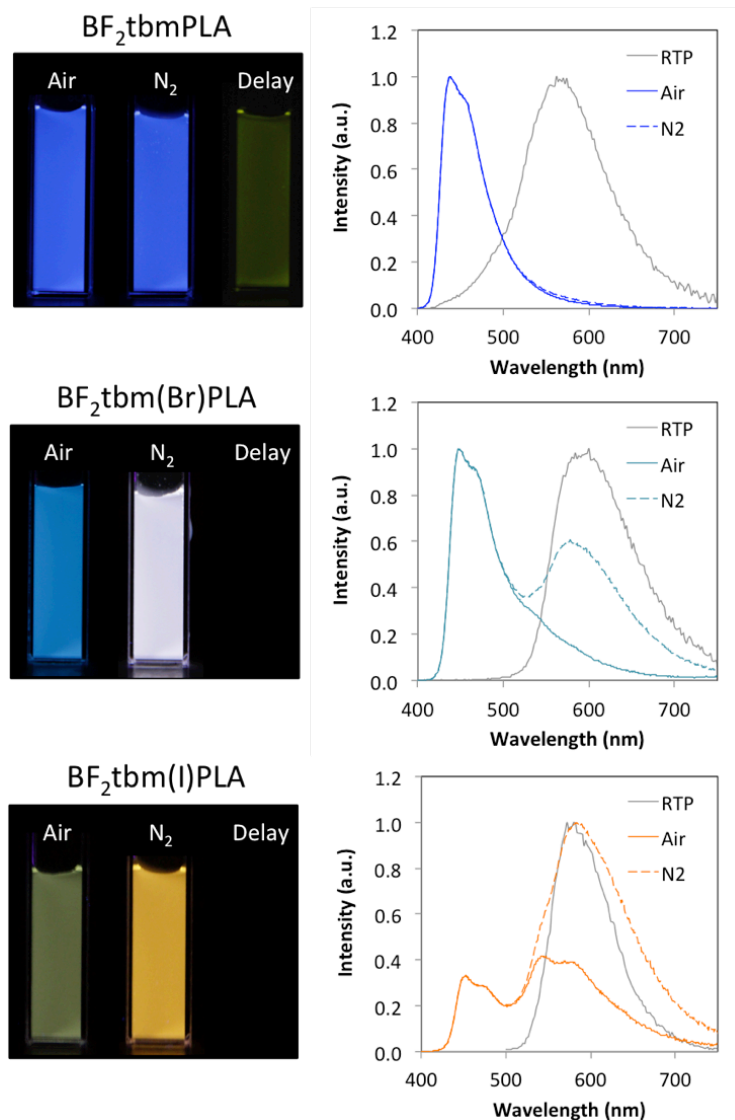 BF₂tbmPLA
Air N₂ Delay
1.2
1.0
0.8
0.6
0.4
0.2
0.0
Intensity (a.u.)
RTP
Air
N2
400 500 600 700
Wavelength (nm)
BF₂tbm(Br)PLA
Air N₂ Delay
1.2
1.0
0.8
0.6
0.4
0.2
0.0
Intensity (a.u.)
RTP
Air
N2
400 500 600 700
Wavelength (nm)
BF₂tbm(I)PLA
Air N₂ Delay
1.2
1.0
0.8
0.6
0.4
0.2
0.0
Intensity (a.u.)
RTP
Air
N2
400 500 600 700
Wavelength (nm)